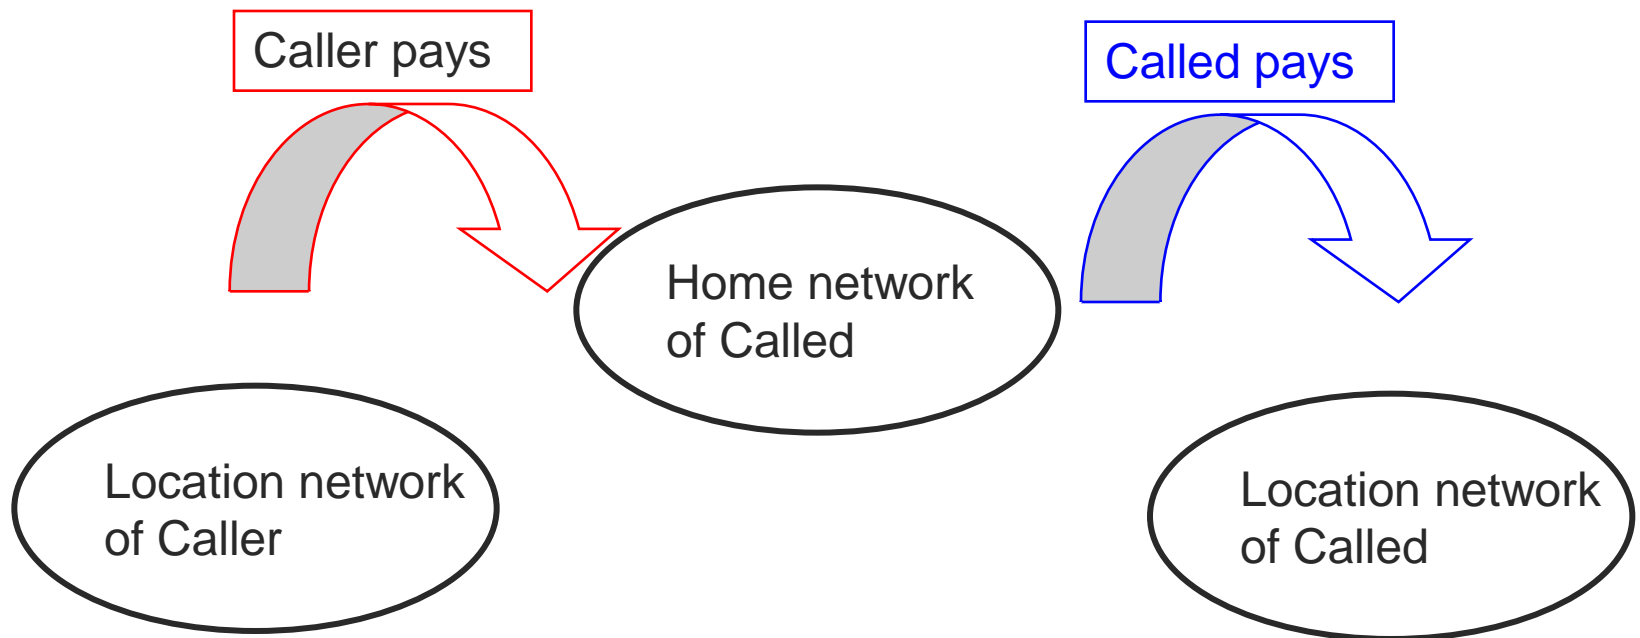 Caller pays
Called pays
Home network
of Called
Location network
of Caller
Location network
of Called